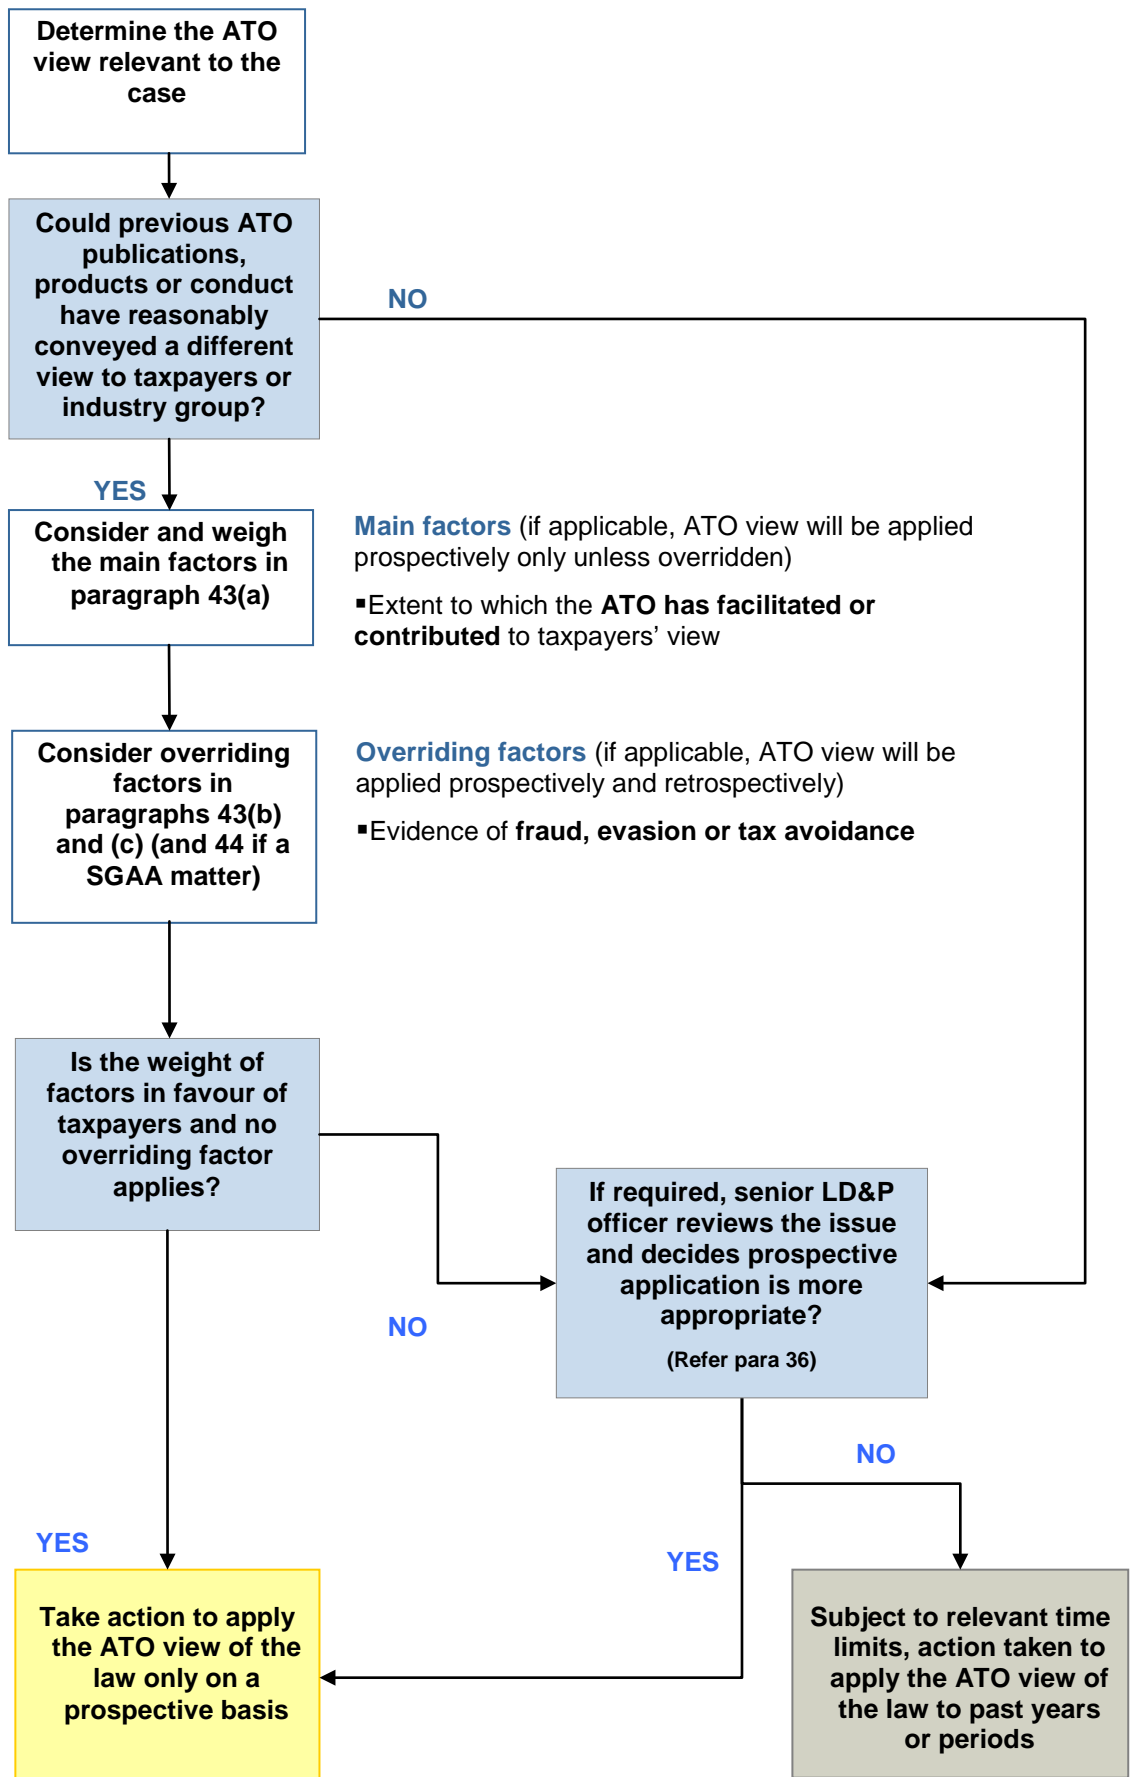 Determine the ATO
view relevant to the
case
Could previous ATO
publications,
products or conduct
have reasonably
conveyed a different
view to taxpayers or
industry group?
NO
YES
Consider and weigh
the main factors in
paragraph 43(a)
Main factors (if applicable, ATO view will be applied
prospectively only unless overridden)
▪Extent to which the ATO has facilitated or
contributed to taxpayers’ view
Consider overriding
factors in
paragraphs 43(b)
and (c) (and 44 if a
SGAA matter)
Overriding factors (if applicable, ATO view will be
applied prospectively and retrospectively)
▪Evidence of fraud, evasion or tax avoidance
Is the weight of
factors in favour of
taxpayers and no
overriding factor
applies?
NO
If required, senior LD&P
officer reviews the issue
and decides prospective
application is more
appropriate?
(Refer para 36)
NO
YES
YES
Take action to apply
the ATO view of the
law only on a
prospective basis
Subject to relevant time
limits, action taken to
apply the ATO view of
the law to past years
or periods